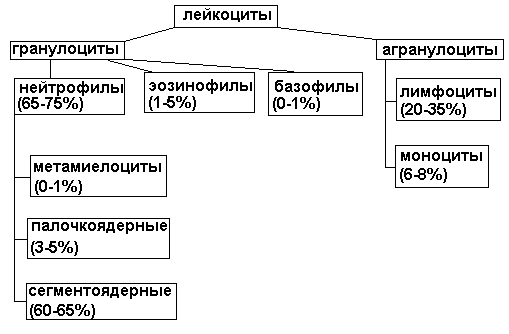 лейкоциты
гранулоциты
агранулоциты
нейтрофилы
(65-75%)
эозинофилы
(1-5%)
базофилы
(0-1%)
лимфоциты
(20-35%)
моноциты
(6-8%)
метамиелоциты
(0-1%)
палочкоядерные
(3-5%)
сегментоядерные
(60-65%)